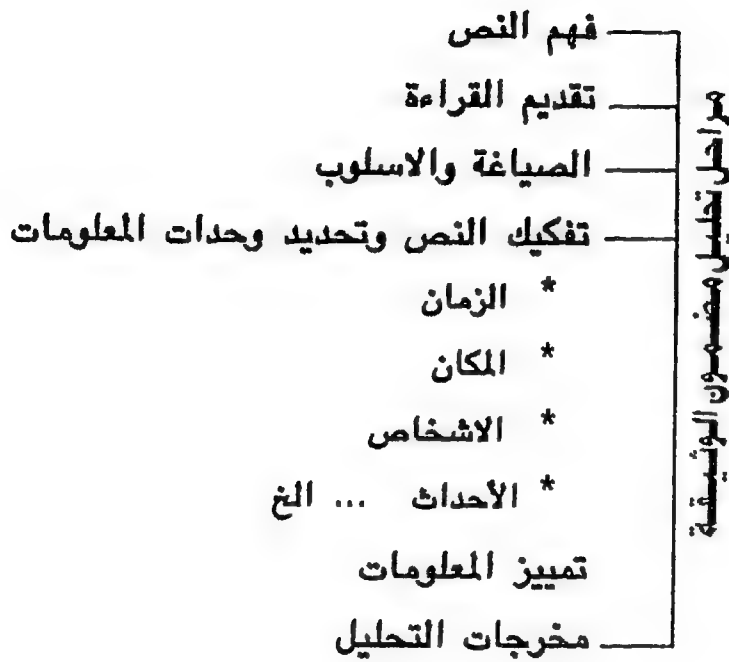 مراحل تحليل مضمون الوثيقة
فهم النص
تقديم القراءة
الصياغة والاسلوب
تفكيك النص وتحديد وحدات المعلومات
* الزمان
* المكان
* الاشخاص
* الأحداث ... الخ
تمييز المعلومات
مخرجات التحليل